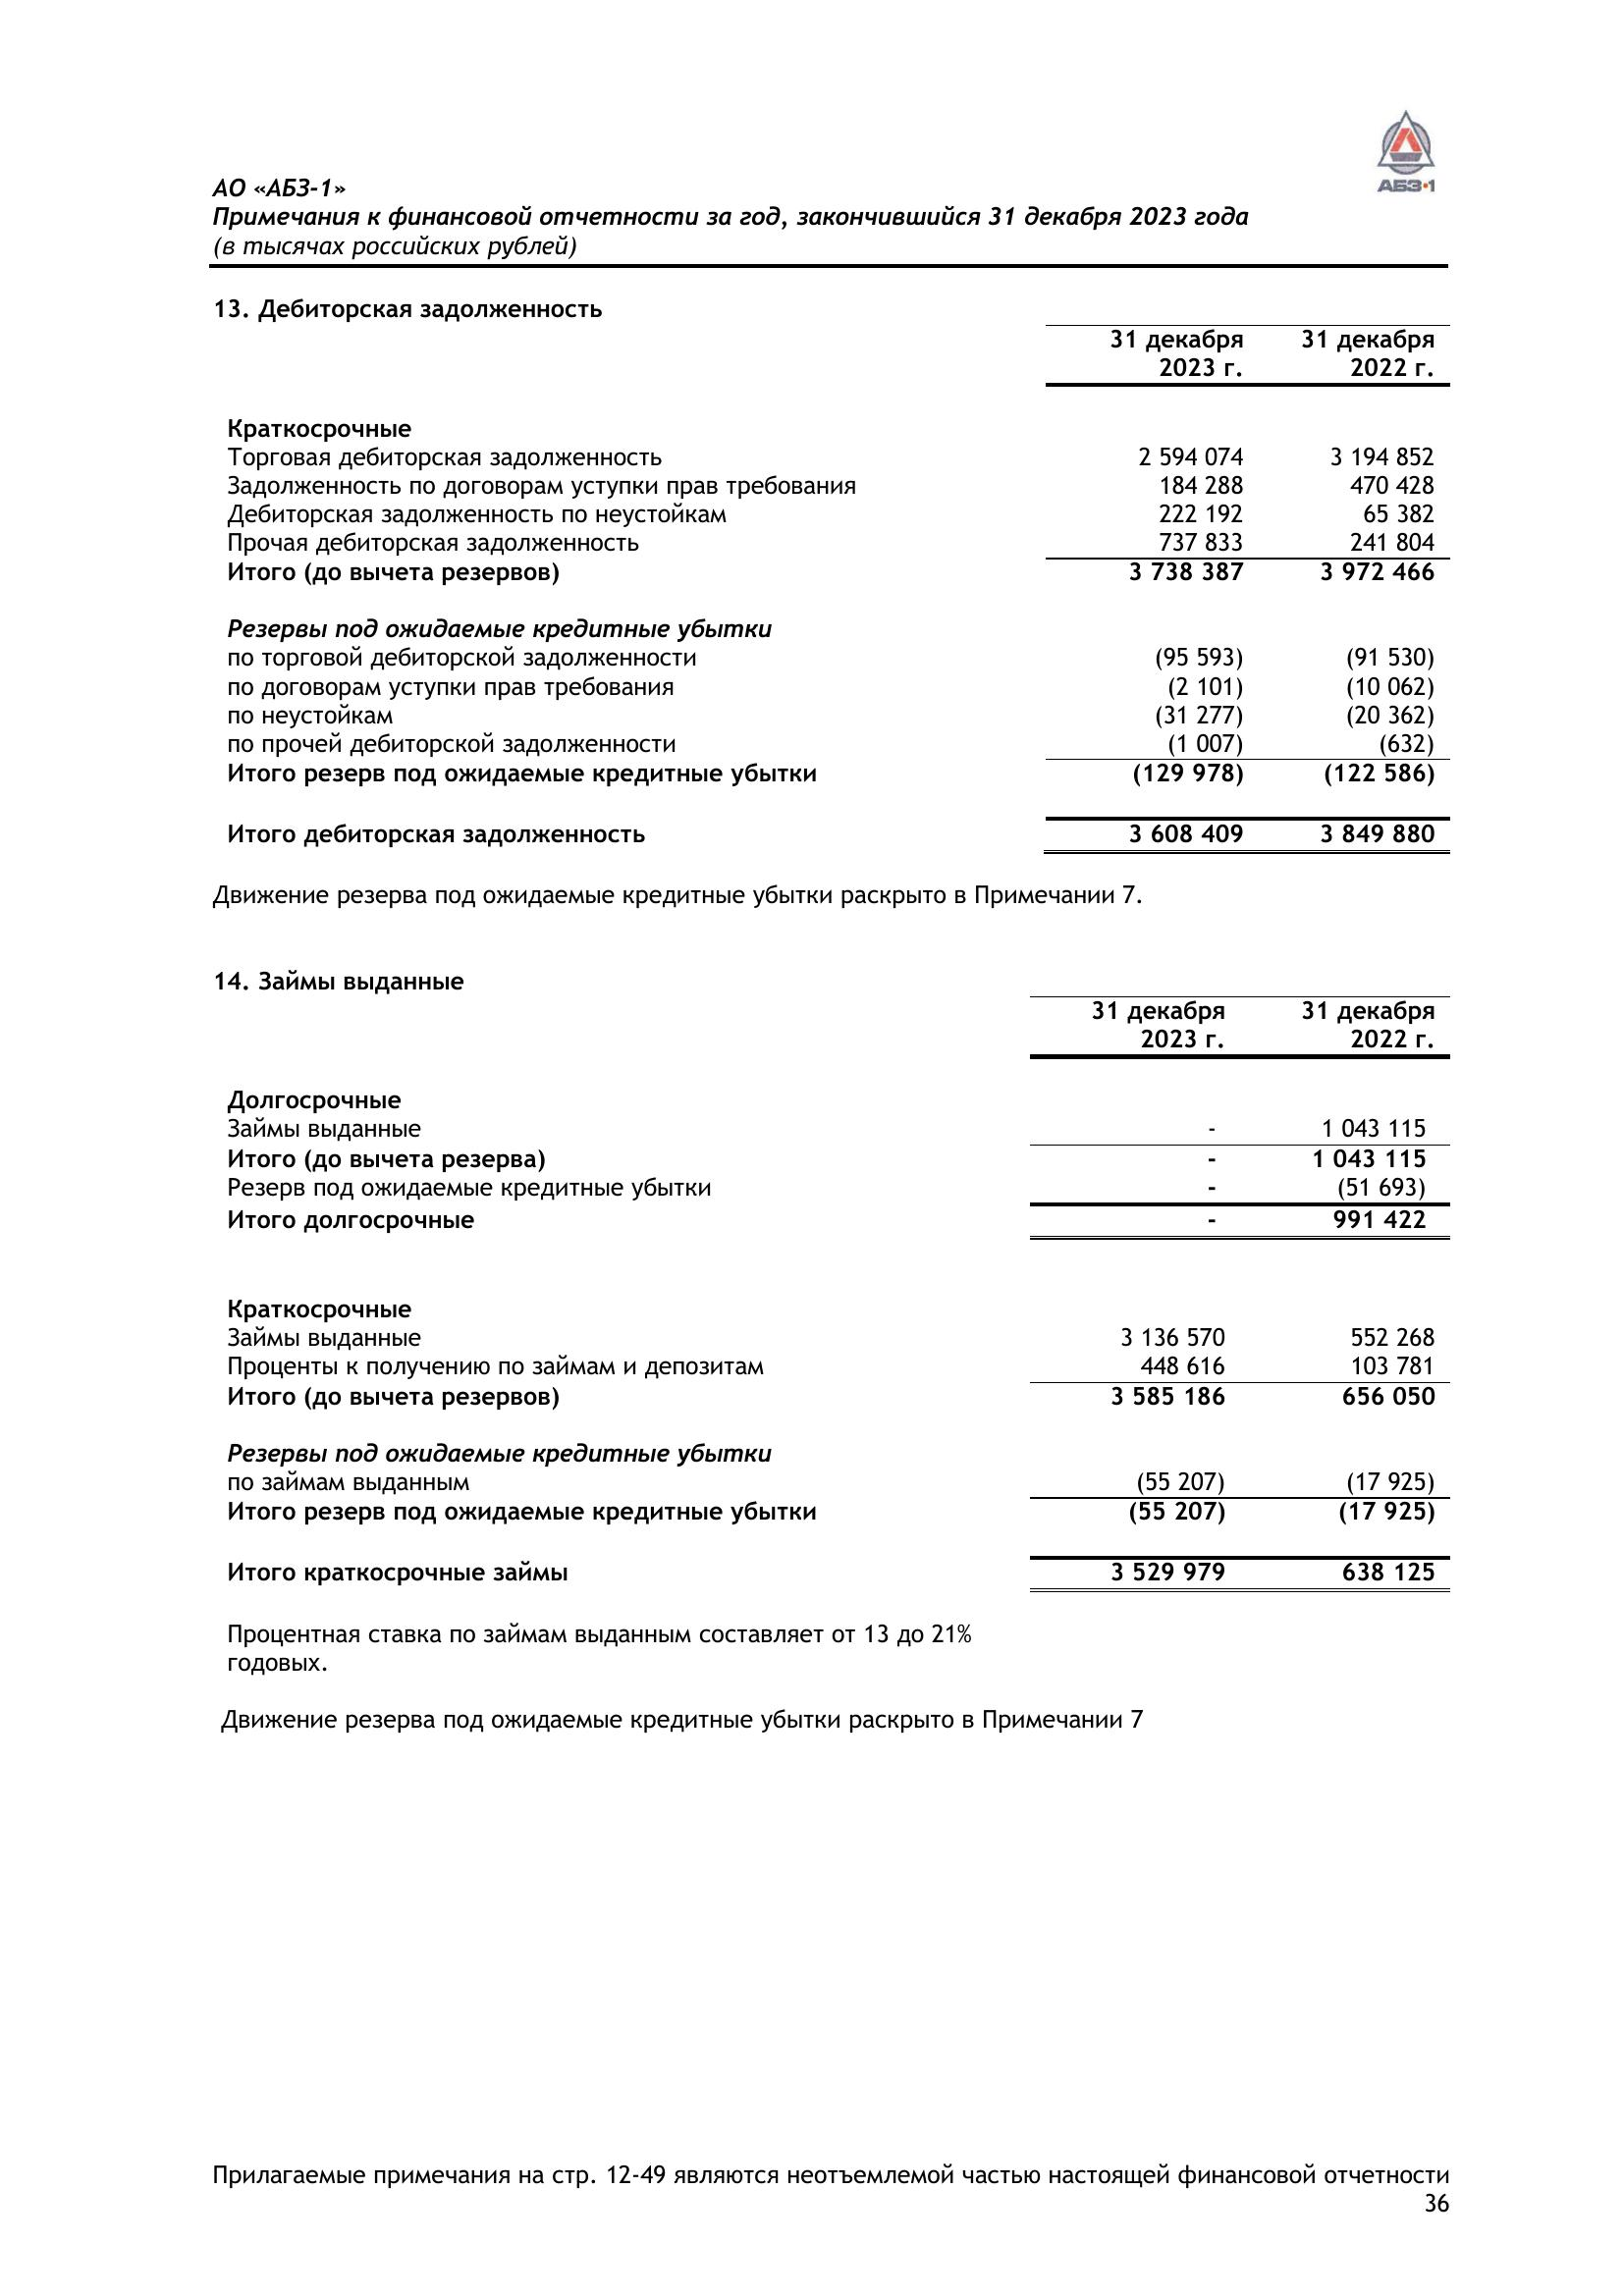 АБЗ•1
АО «АБЗ-1»
Примечания к финансовой отчетности за год, закончившийся 31 декабря 2023 года
(в тысячах российских рублей)
13. Дебиторская задолженность
31 декабря 2023 г. 31 декабря 2022 г.
Краткосрочные
Торговая дебиторская задолженность 2 594 074 3 194 852
Задолженность по договорам уступки прав требования 184 288 470 428
Дебиторская задолженность по неустойкам 222 192 65 382
Прочая дебиторская задолженность 737 833 241 804
Итого (до вычета резервов) 3 738 387 3 972 466
Резервы под ожидаемые кредитные убытки
по торговой дебиторской задолженности (95 593) (91 530)
по договорам уступки прав требования (2 101) (10 062)
по неустойкам (31 277) (20 362)
по прочей дебиторской задолженности (1 007) (632)
Итого резерв под ожидаемые кредитные убытки (129 978) (122 586)
Итого дебиторская задолженность 3 608 409 3 849 880
Движение резерва под ожидаемые кредитные убытки раскрыто в Примечании 7.
14. Займы выданные
31 декабря 2023 г. 31 декабря 2022 г.
Долгосрочные
Займы выданные - 1 043 115
Итого (до вычета резерва) - 1 043 115
Резерв под ожидаемые кредитные убытки - (51 693)
Итого долгосрочные - 991 422
Краткосрочные
Займы выданные 3 136 570 552 268
Проценты к получению по займам и депозитам 448 616 103 781
Итого (до вычета резервов) 3 585 186 656 050
Резервы под ожидаемые кредитные убытки
по займам выданным (55 207) (17 925)
Итого резерв под ожидаемые кредитные убытки (55 207) (17 925)
Итого краткосрочные займы 3 529 979 638 125
Процентная ставка по займам выданным составляет от 13 до 21%
годовых.
Движение резерва под ожидаемые кредитные убытки раскрыто в Примечании 7
Прилагаемые примечания на стр. 12-49 являются неотъемлемой частью настоящей финансовой отчетности
36